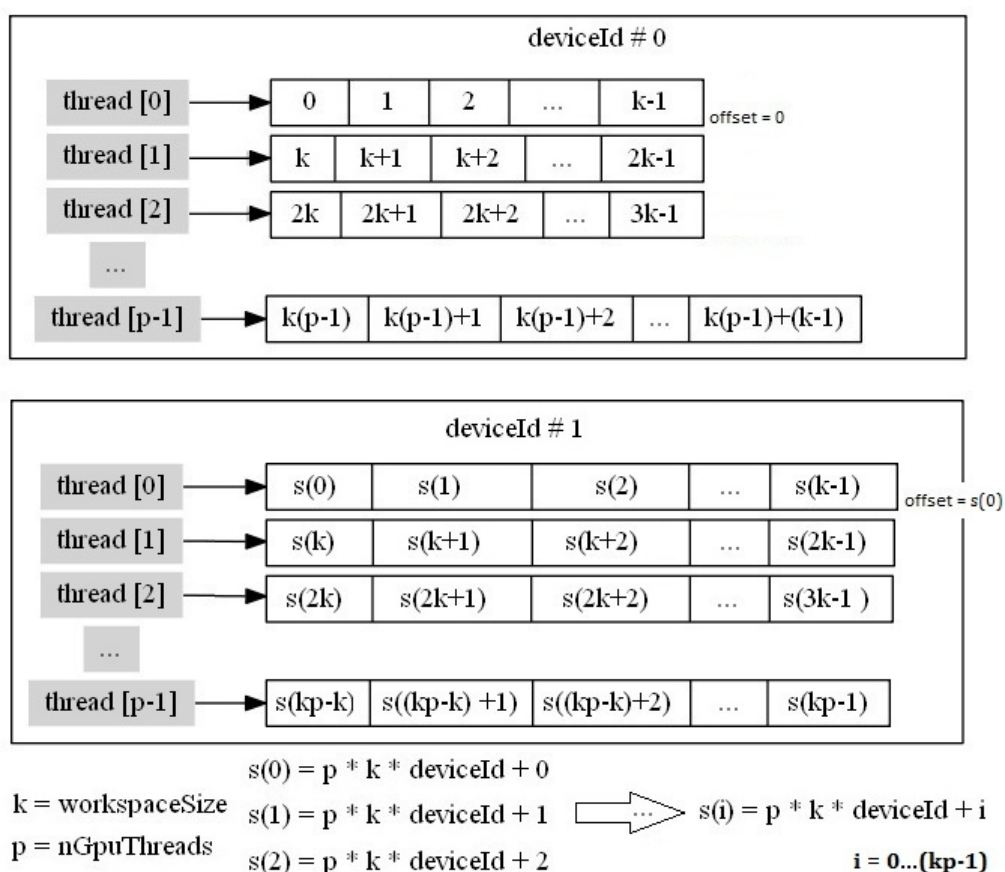 deviceId # 0
thread [0] 0 1 2 ... k-1
offset = 0
thread [1] k k+1 k+2 ... 2k-1
thread [2] 2k 2k+1 2k+2 ... 3k-1
...
thread [p-1] k(p-1) k(p-1)+1 k(p-1)+2 ... k(p-1)+(k-1)
deviceId # 1
thread [0] s(0) s(1) s(2) ... s(k-1)
offset = s(0)
thread [1] s(k) s(k+1) s(k+2) ... s(2k-1)
thread [2] s(2k) s(2k+1) s(2k+2) ... s(3k-1 )
...
thread [p-1] s(kp-k) s((kp-k) +1) s((kp-k)+2) ... s(kp-1)
s(0) = p * k * deviceId + 0
k = workspaceSize s(1) = p * k * deviceId + 1 ... s(i) = p * k * deviceId + i
p = nGpuThreads s(2) = p * k * deviceId + 2 i = 0...(kp-1)